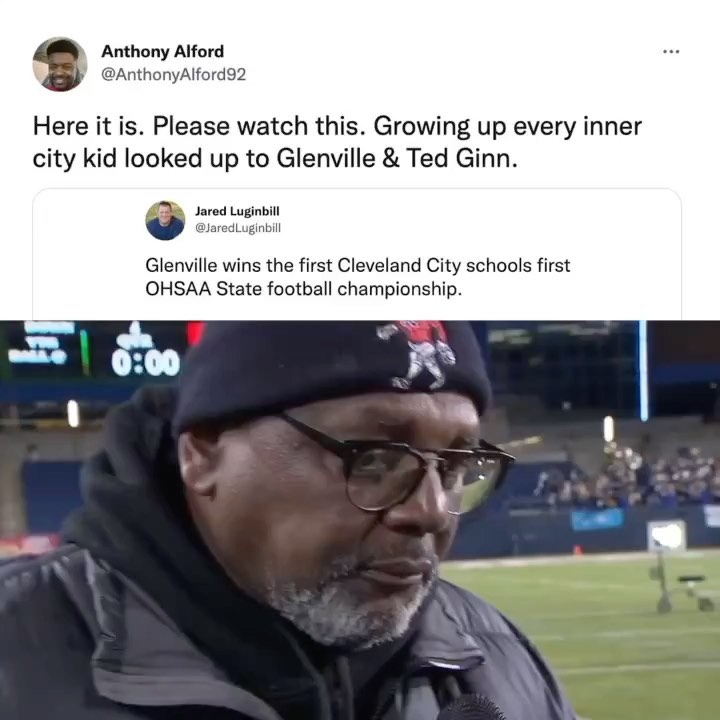 Anthony Alford
@AnthonyAlford92
Here it is. Please watch this. Growing up every inner
city kid looked up to Glenville & Ted Ginn.
Jared Luginbill
@JaredLuginbill
Glenville wins the first Cleveland City schools first
OHSAA State football championship.
0:00